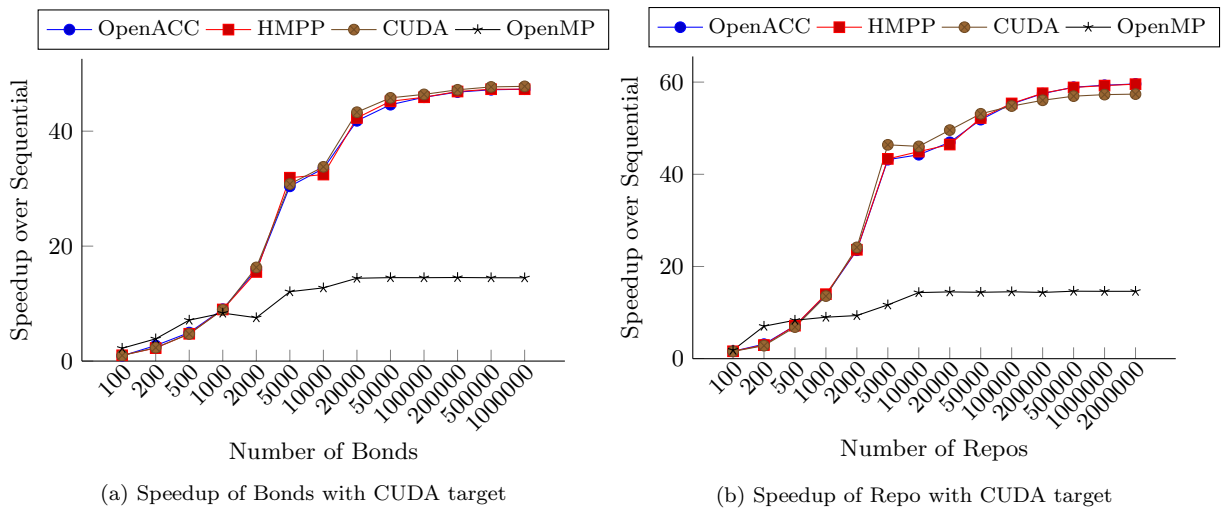 OpenACC HMPP CUDA OpenMP
Speedup over Sequential
40
20
0
100 200 500 1000 2000 5000 10000 20000 50000 100000 200000 500000 1000000
Number of Bonds
(a) Speedup of Bonds with CUDA target
OpenACC HMPP CUDA OpenMP
Speedup over Sequential
60
40
20
0
100 200 500 1000 2000 5000 10000 20000 50000 100000 200000 500000 1000000 2000000
Number of Repos
(b) Speedup of Repo with CUDA target